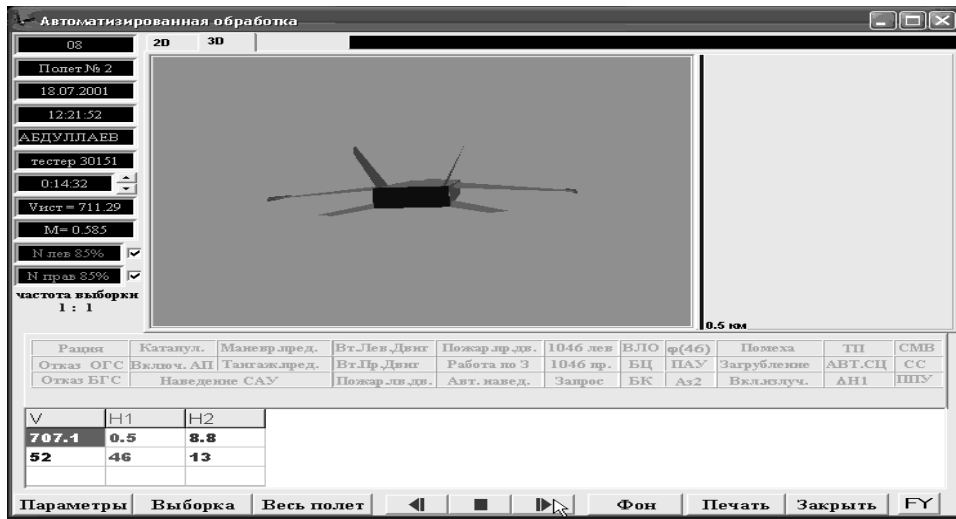 Автоматизированная обработка
08
2D 3D
Полет № 2
18.07.2001
12:21:52
АБДУЛЛАЕВ
тестер 30151
0:14:32
Vист = 711.29
М= 0.585
N лев 85%
N прав 85%
частота выборки
1 : 1
0.5 км
Рация Катапул. Маневр.пред. Вт.Лев.Двиг Пожар.пр.дв. 1046 лев ВЛО φ(4б) Помеха ТП СМВ
Отказ ОГС Включ. АП Тангаж.пред. Вт.Пр.Двиг Работа по З 1046 пр. БЦ ПАУ Загрубление АВТ.СЦ СС
Отказ БГС Наведение САУ Пожар.лв.дв. Авт. навед. Запрос БК Аз2 Вкл.излуч. ΔН1 ППУ
V H1 H2
707.1 0.5 8.8
52 46 13
Параметры Выборка Весь полет Фон Печать Закрыть FY